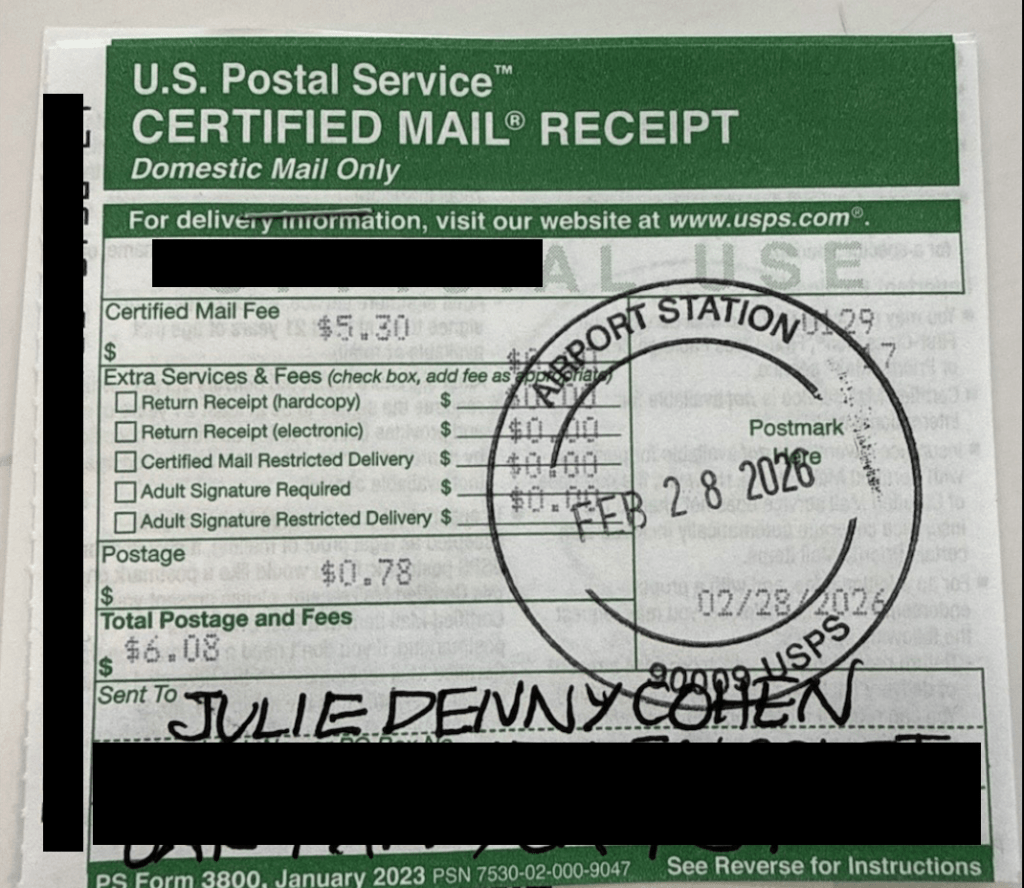 U.S. Postal Service™
CERTIFIED MAIL® RECEIPT
Domestic Mail Only
For delivery information, visit our website at www.usps.com®.
AL USE
Certified Mail Fee
$5.30
$
Extra Services & Fees (check box, add fee as appropriate)
Return Receipt (hardcopy) $ $0.00
Return Receipt (electronic) $ $0.00
Certified Mail Restricted Delivery $ $0.00
Adult Signature Required $ $0.00
Adult Signature Restricted Delivery $
Postage
$0.78
$
Total Postage and Fees
$6.08
$
AIRPORT STATION
0129
Postmark
Here
FEB 28 2026
02/28/2026
90009 USPS
Sent To JULIE DENNY COHEN
PS Form 3800, January 2023 PSN 7530-02-000-9047 See Reverse for Instructions